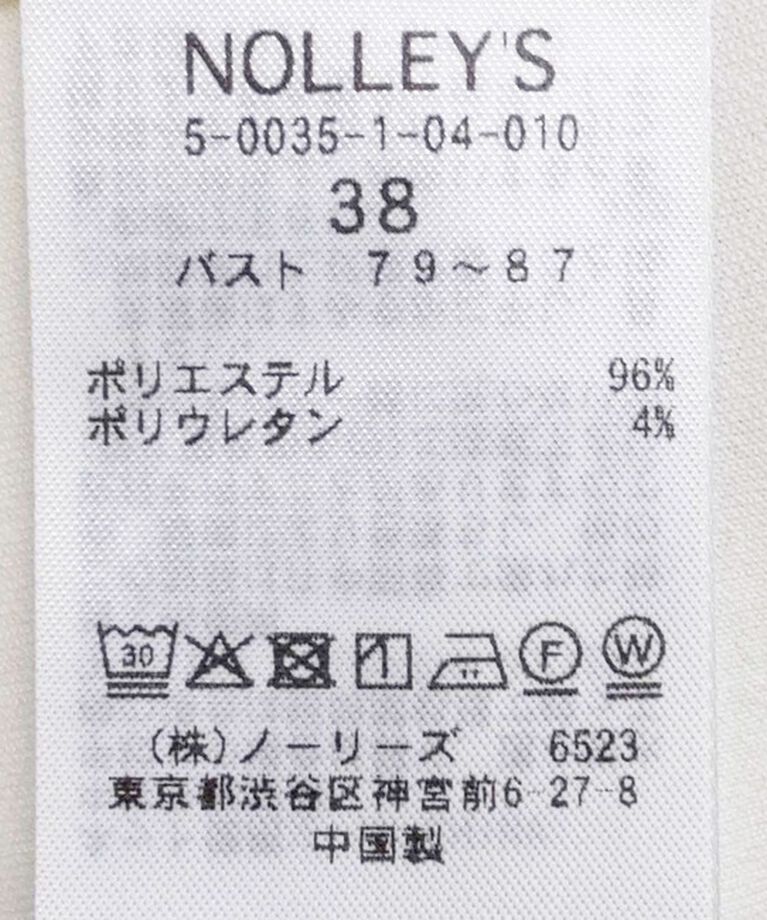 NOLLEY'S
5-0035-1-04-010
38
バスト 79～87
ポリエステル 96%
ポリウレタン 4%
30 F W
(株)ノーリーズ 6523
東京都渋谷区神宮前6-27-8
中国製